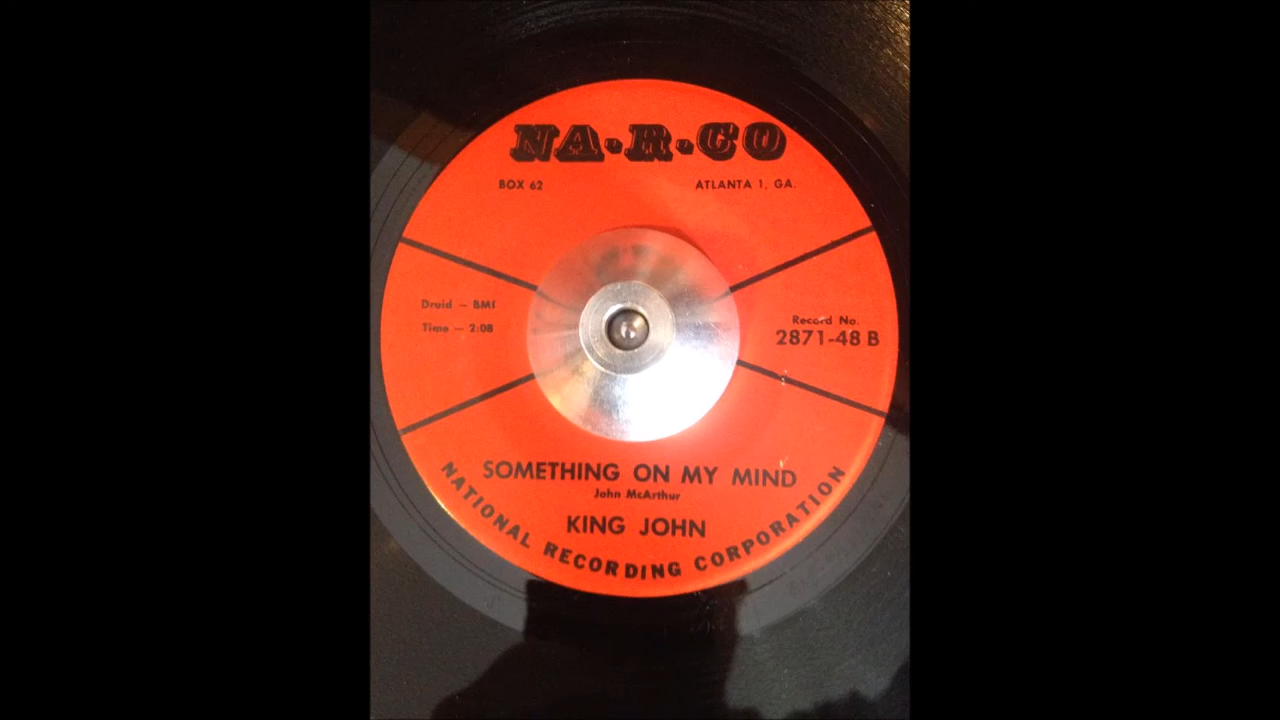 NA-R-CO
BOX 62 ATLANTA 1, GA.
Druid — BMI
Time — 2:08
Record No.
2871-48 B
SOMETHING ON MY MIND
John McArthur
KING JOHN
NATIONAL RECORDING CORPORATION